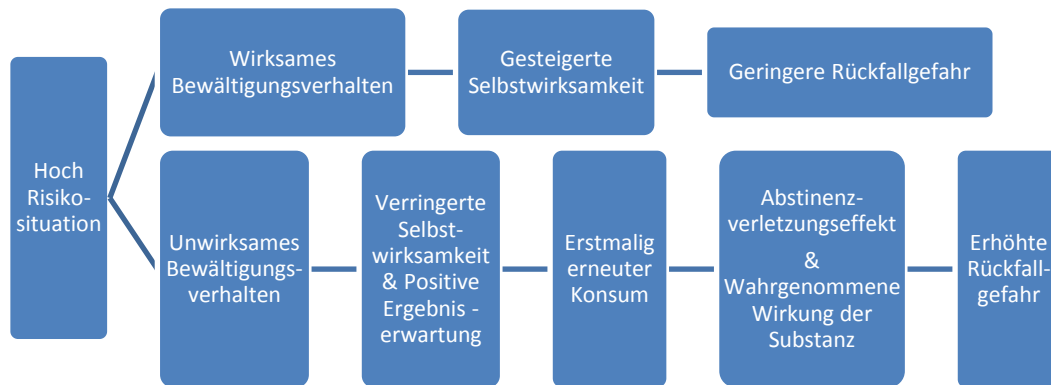 Hoch
Risiko-
situation
Wirksames
Bewältigungsverhalten
Gesteigerte
Selbstwirksamkeit
Geringere Rückfallgefahr
Unwirksames
Bewältigungs-
verhalten
Verringerte
Selbst-
wirksamkeit
& Positive
Ergebnis -
erwartung
Erstmalig
erneuter
Konsum
Abstinenz-
verletzungseffekt
&
Wahrgenommene
Wirkung der
Substanz
Erhöhte
Rückfall-
gefahr